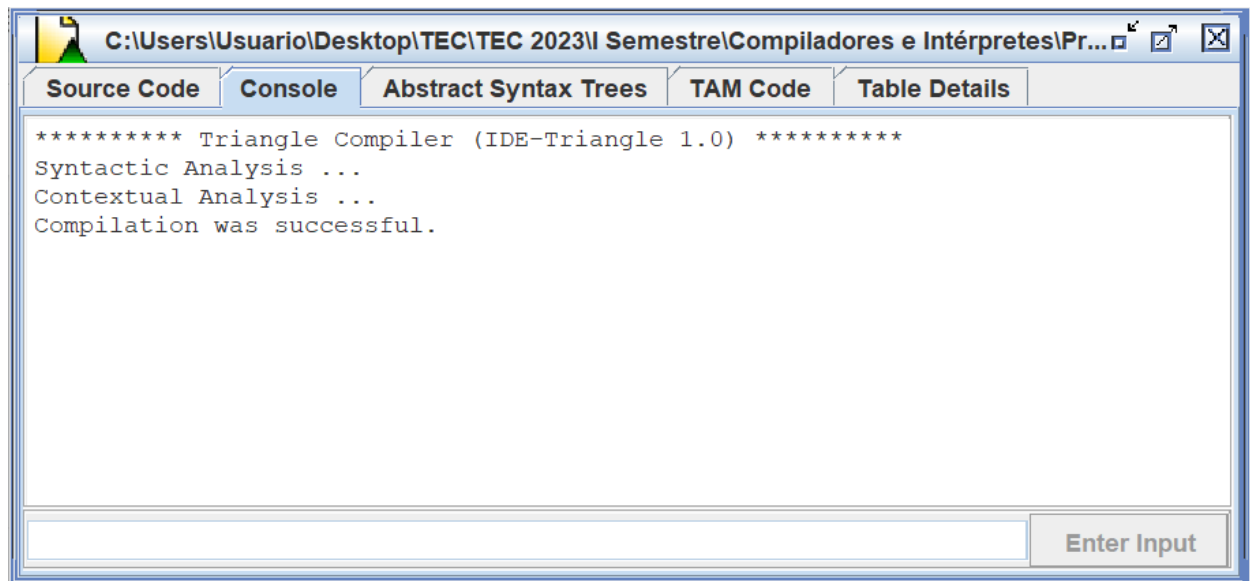 C:\Users\Usuario\Desktop\TEC\TEC 2023\I Semestre\Compiladores e Intérpretes\Pr...
Source Code Console Abstract Syntax Trees TAM Code Table Details
********** Triangle Compiler (IDE-Triangle 1.0) **********
Syntactic Analysis ...
Contextual Analysis ...
Compilation was successful.
Enter Input